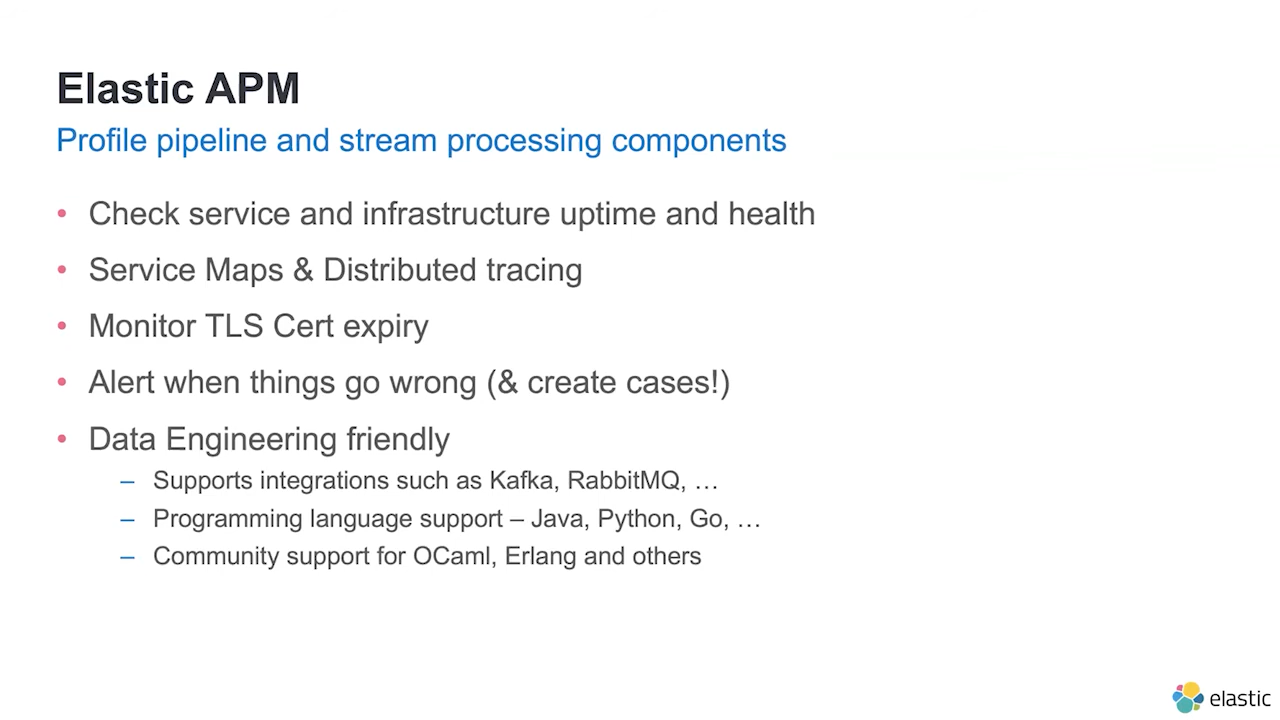 Elastic APM
Profile pipeline and stream processing components
• Check service and infrastructure uptime and health
• Service Maps & Distributed tracing
• Monitor TLS Cert expiry
• Alert when things go wrong (& create cases!)
• Data Engineering friendly
– Supports integrations such as Kafka, RabbitMQ, …
– Programming language support – Java, Python, Go, …
– Community support for OCaml, Erlang and others
elastic